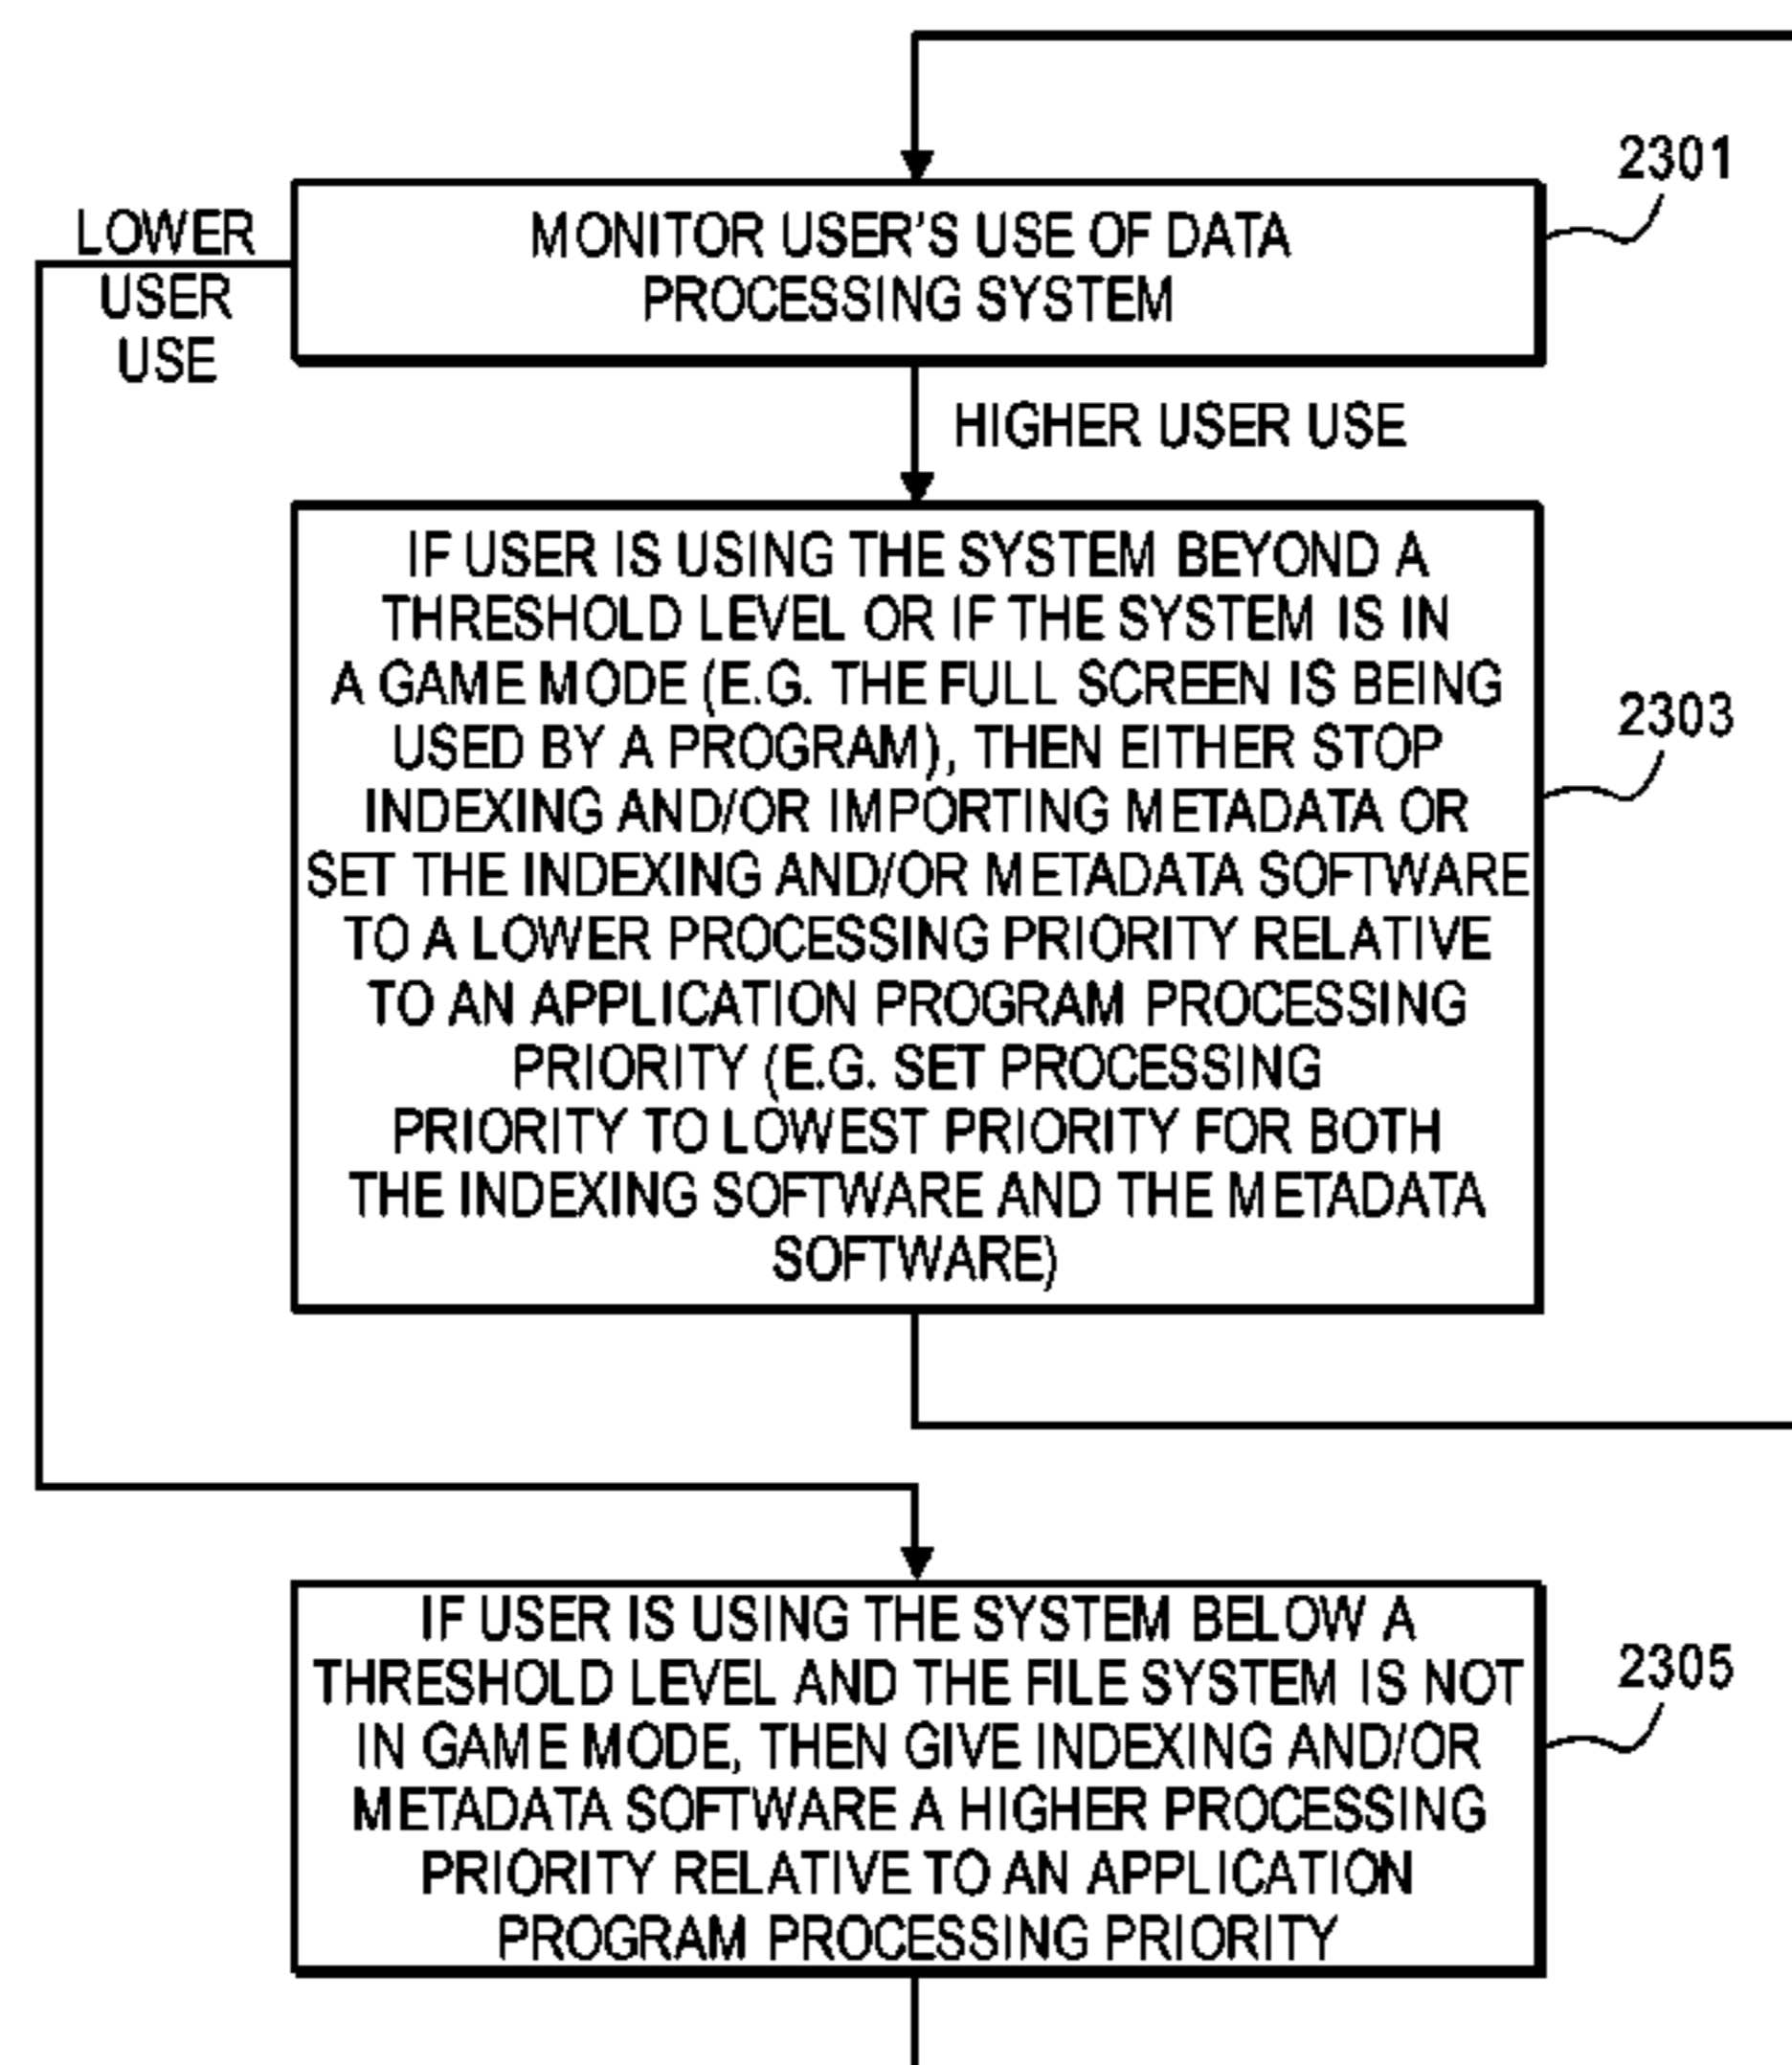 2301
MONITOR USER'S USE OF DATA
PROCESSING SYSTEM
LOWER
USER
USE
HIGHER USER USE
IF USER IS USING THE SYSTEM BEYOND A
THRESHOLD LEVEL OR IF THE SYSTEM IS IN
A GAME MODE (E.G. THE FULL SCREEN IS BEING
USED BY A PROGRAM), THEN EITHER STOP
INDEXING AND/OR IMPORTING METADATA OR
SET THE INDEXING AND/OR METADATA SOFTWARE
TO A LOWER PROCESSING PRIORITY RELATIVE
TO AN APPLICATION PROGRAM PROCESSING
PRIORITY (E.G. SET PROCESSING
PRIORITY TO LOWEST PRIORITY FOR BOTH
THE INDEXING SOFTWARE AND THE METADATA
SOFTWARE)
2303
IF USER IS USING THE SYSTEM BELOW A
THRESHOLD LEVEL AND THE FILE SYSTEM IS NOT
IN GAME MODE, THEN GIVE INDEXING AND/OR
METADATA SOFTWARE A HIGHER PROCESSING
PRIORITY RELATIVE TO AN APPLICATION
PROGRAM PROCESSING PRIORITY
2305